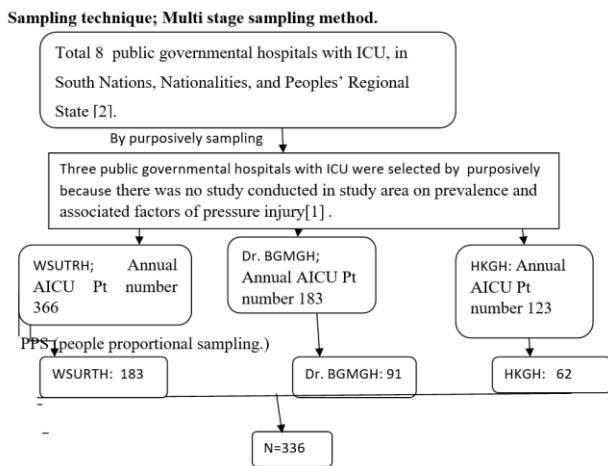 Sampling technique; Multi stage sampling method.
Total 8 public governmental hospitals with ICU, in
South Nations, Nationalities, and Peoples' Regional
State [2].
By purposively sampling
Three public governmental hospitals with ICU were selected by purposively
because there was no study conducted in study area on prevalence and
associated factors of pressure injury[1] .
WSUTRH; Annual
AICU Pt number
366
Dr. BGMGH;
Annual AICU Pt
number 183
HKGH: Annual
AICU Pt
number 123
PPS (people proportional sampling.)
WSURTH: 183
Dr. BGMGH: 91
HKGH: 62
N=336